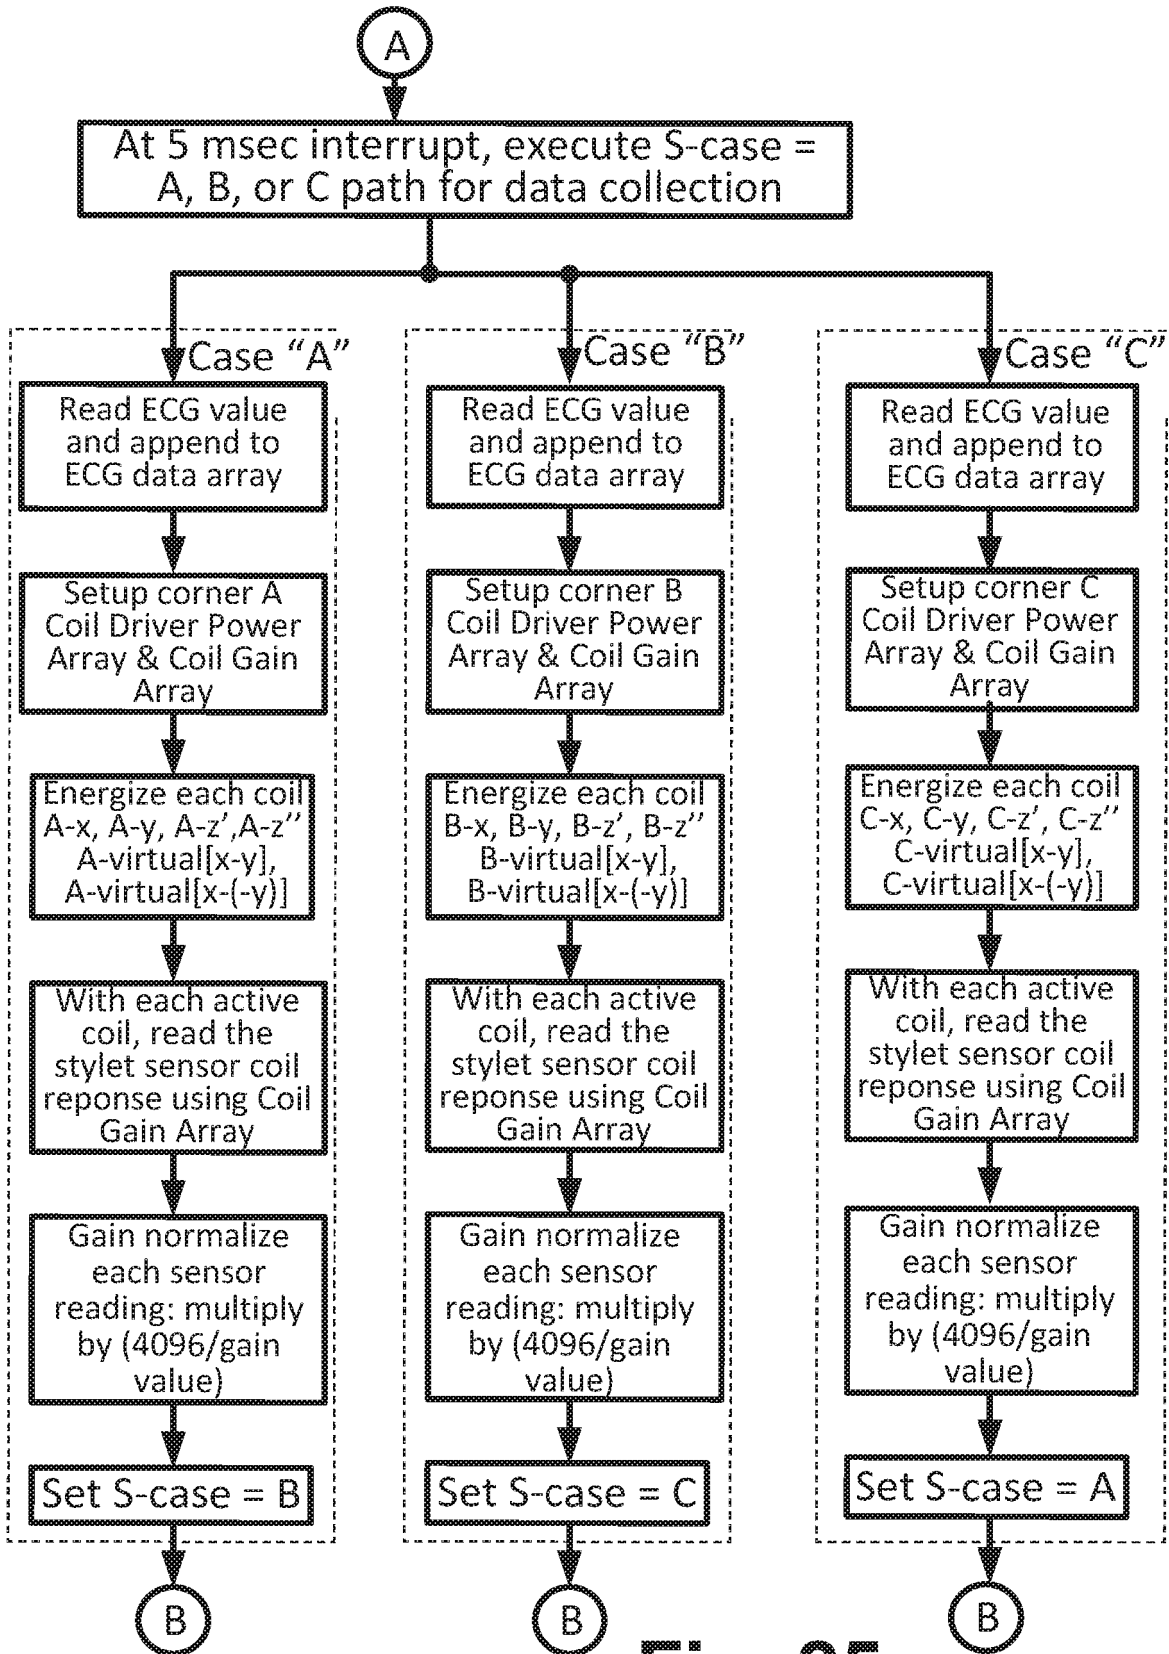 A
At 5 msec interrupt, execute S-case =
A, B, or C path for data collection
Case “A”
Read ECG value
and append to
ECG data array
Setup corner A
Coil Driver Power
Array & Coil Gain
Array
Energize each coil
A-x, A-y, A-z',A-z''
A-virtual[x-y],
A-virtual[x-(-y)]
With each active
coil, read the
stylet sensor coil
reponse using Coil
Gain Array
Gain normalize
each sensor
reading: multiply
by (4096/gain
value)
Set S-case = B
B
Case “B”
Read ECG value
and append to
ECG data array
Setup corner B
Coil Driver Power
Array & Coil Gain
Array
Energize each coil
B-x, B-y, B-z', B-z''
B-virtual[x-y],
B-virtual[x-(-y)]
With each active
coil, read the
stylet sensor coil
reponse using Coil
Gain Array
Gain normalize
each sensor
reading: multiply
by (4096/gain
value)
Set S-case = C
B
Case “C”
Read ECG value
and append to
ECG data array
Setup corner C
Coil Driver Power
Array & Coil Gain
Array
Energize each coil
C-x, C-y, C-z', C-z''
C-virtual[x-y],
C-virtual[x-(-y)]
With each active
coil, read the
stylet sensor coil
reponse using Coil
Gain Array
Gain normalize
each sensor
reading: multiply
by (4096/gain
value)
Set S-case = A
B